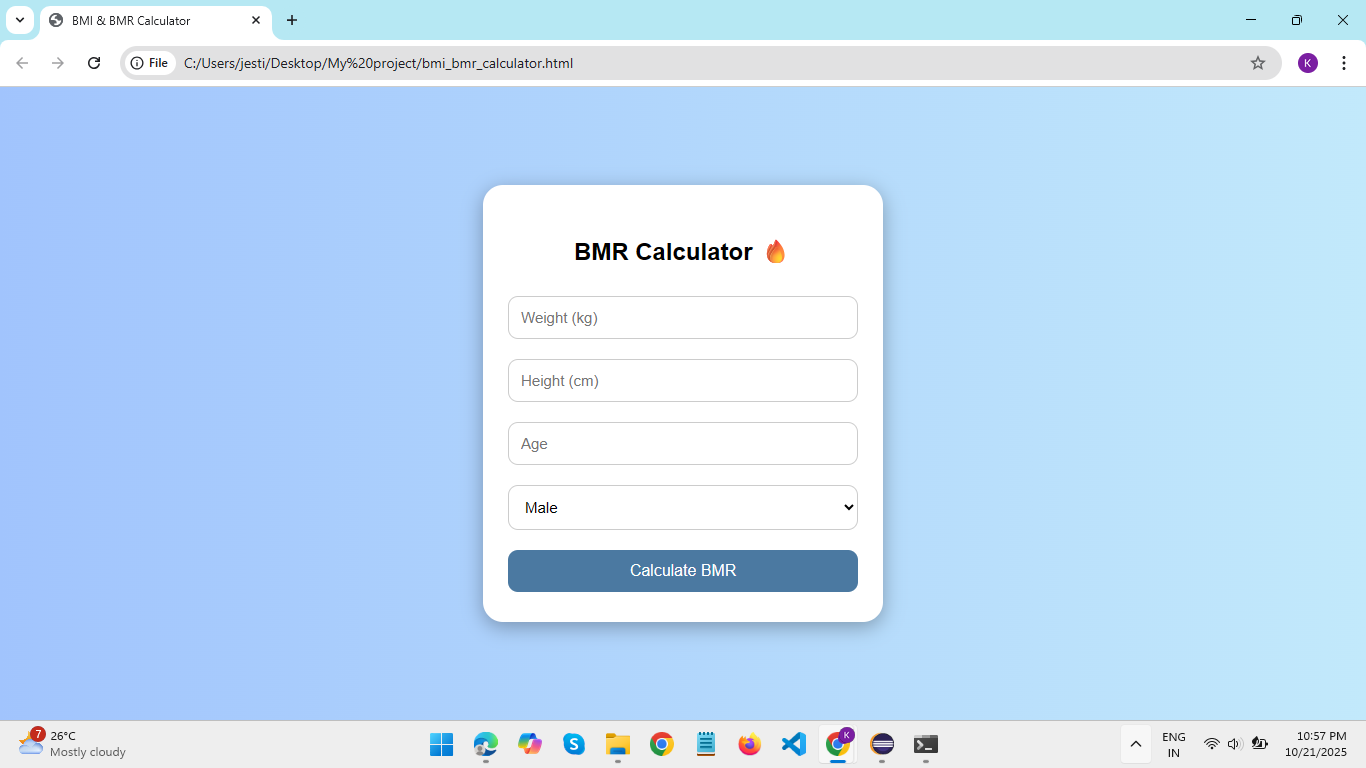 BMI & BMR Calculator
File C:/Users/jesti/Desktop/My%20project/bmi_bmr_calculator.html
K
BMR Calculator 🔥
Weight (kg)
Height (cm)
Age
Male
Calculate BMR
7
26°C
Mostly cloudy
K
ENG
IN
10:57 PM
10/21/2025